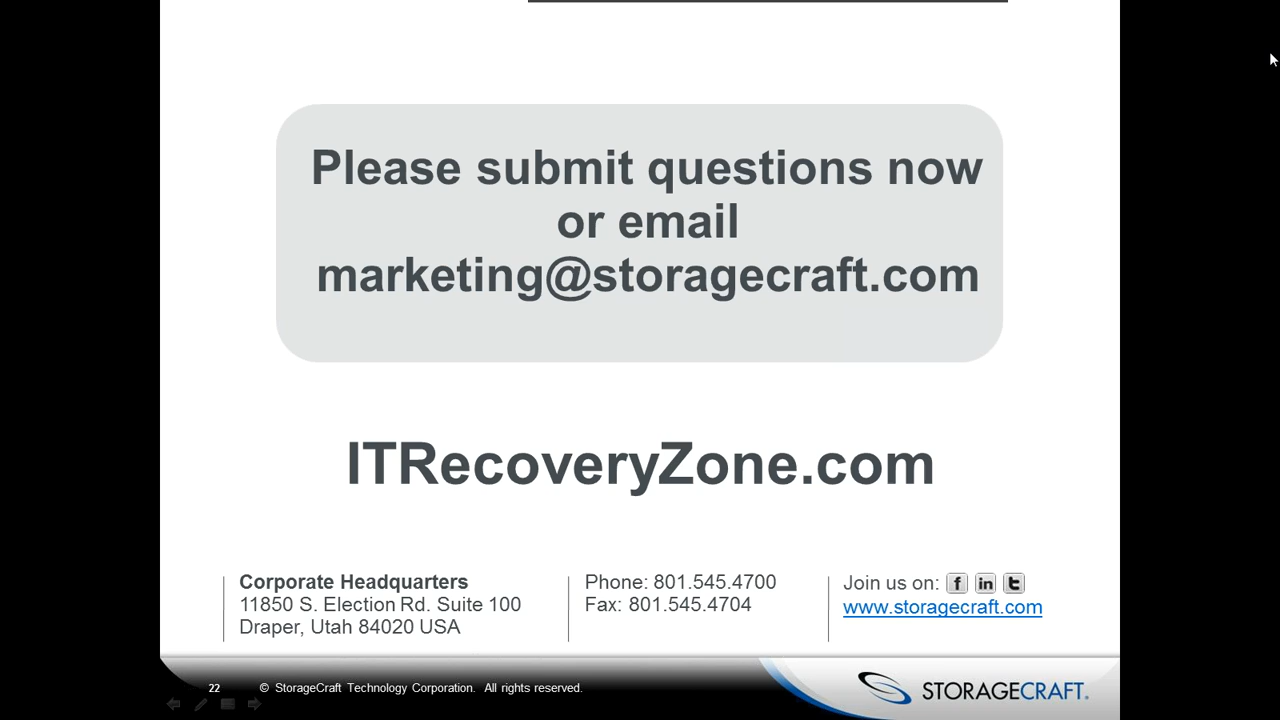 Please submit questions now
or email
marketing@storagecraft.com
ITRecoveryZone.com
Corporate Headquarters
11850 S. Election Rd. Suite 100
Draper, Utah 84020 USA
Phone: 801.545.4700
Fax: 801.545.4704
Join us on: f in t
www.storagecraft.com
22 © StorageCraft Technology Corporation. All rights reserved.
STORAGECRAFT.